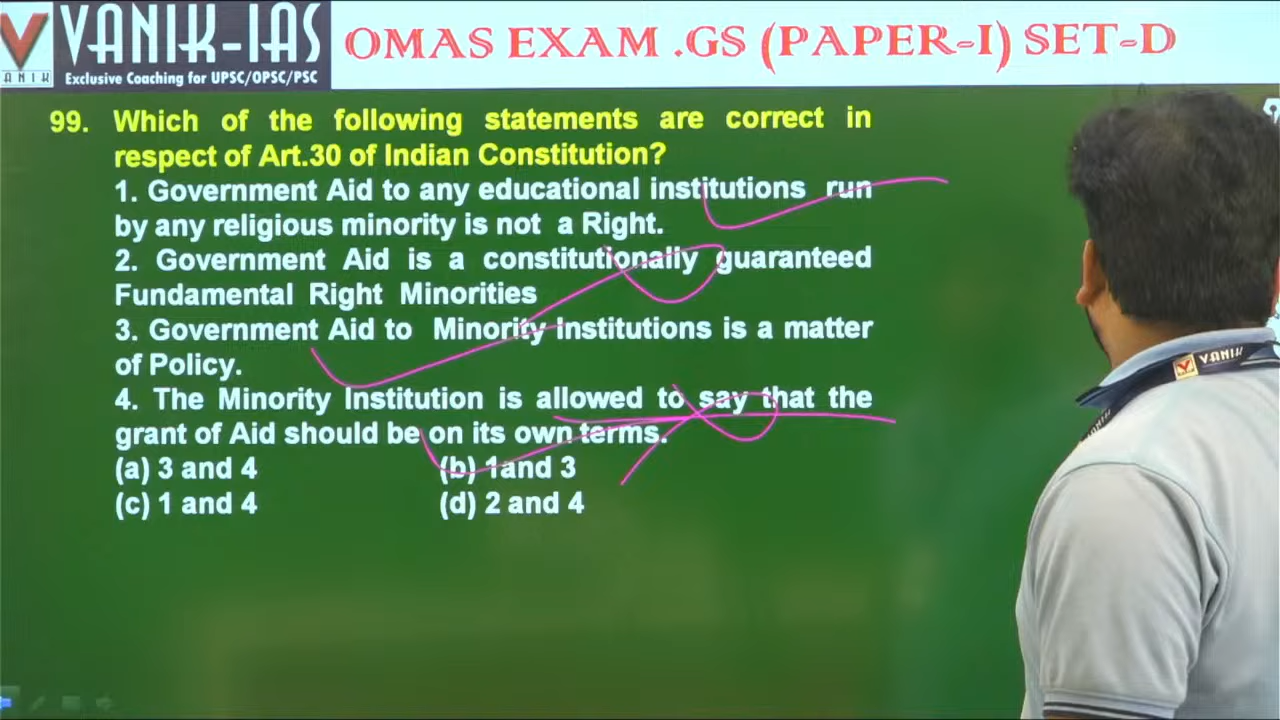 VANIK-IAS
VANIK
Exclusive Coaching for UPSC/OPSC/PSC
OMAS EXAM .GS (PAPER-I) SET-D
99. Which of the following statements are correct in
respect of Art.30 of Indian Constitution?
1. Government Aid to any educational institutions run
by any religious minority is not a Right.
2. Government Aid is a constitutionally guaranteed
Fundamental Right Minorities
3. Government Aid to Minority Institutions is a matter
of Policy.
4. The Minority Institution is allowed to say that the
grant of Aid should be on its own terms.
(a) 3 and 4 (b) 1and 3
(c) 1 and 4 (d) 2 and 4
VANIK